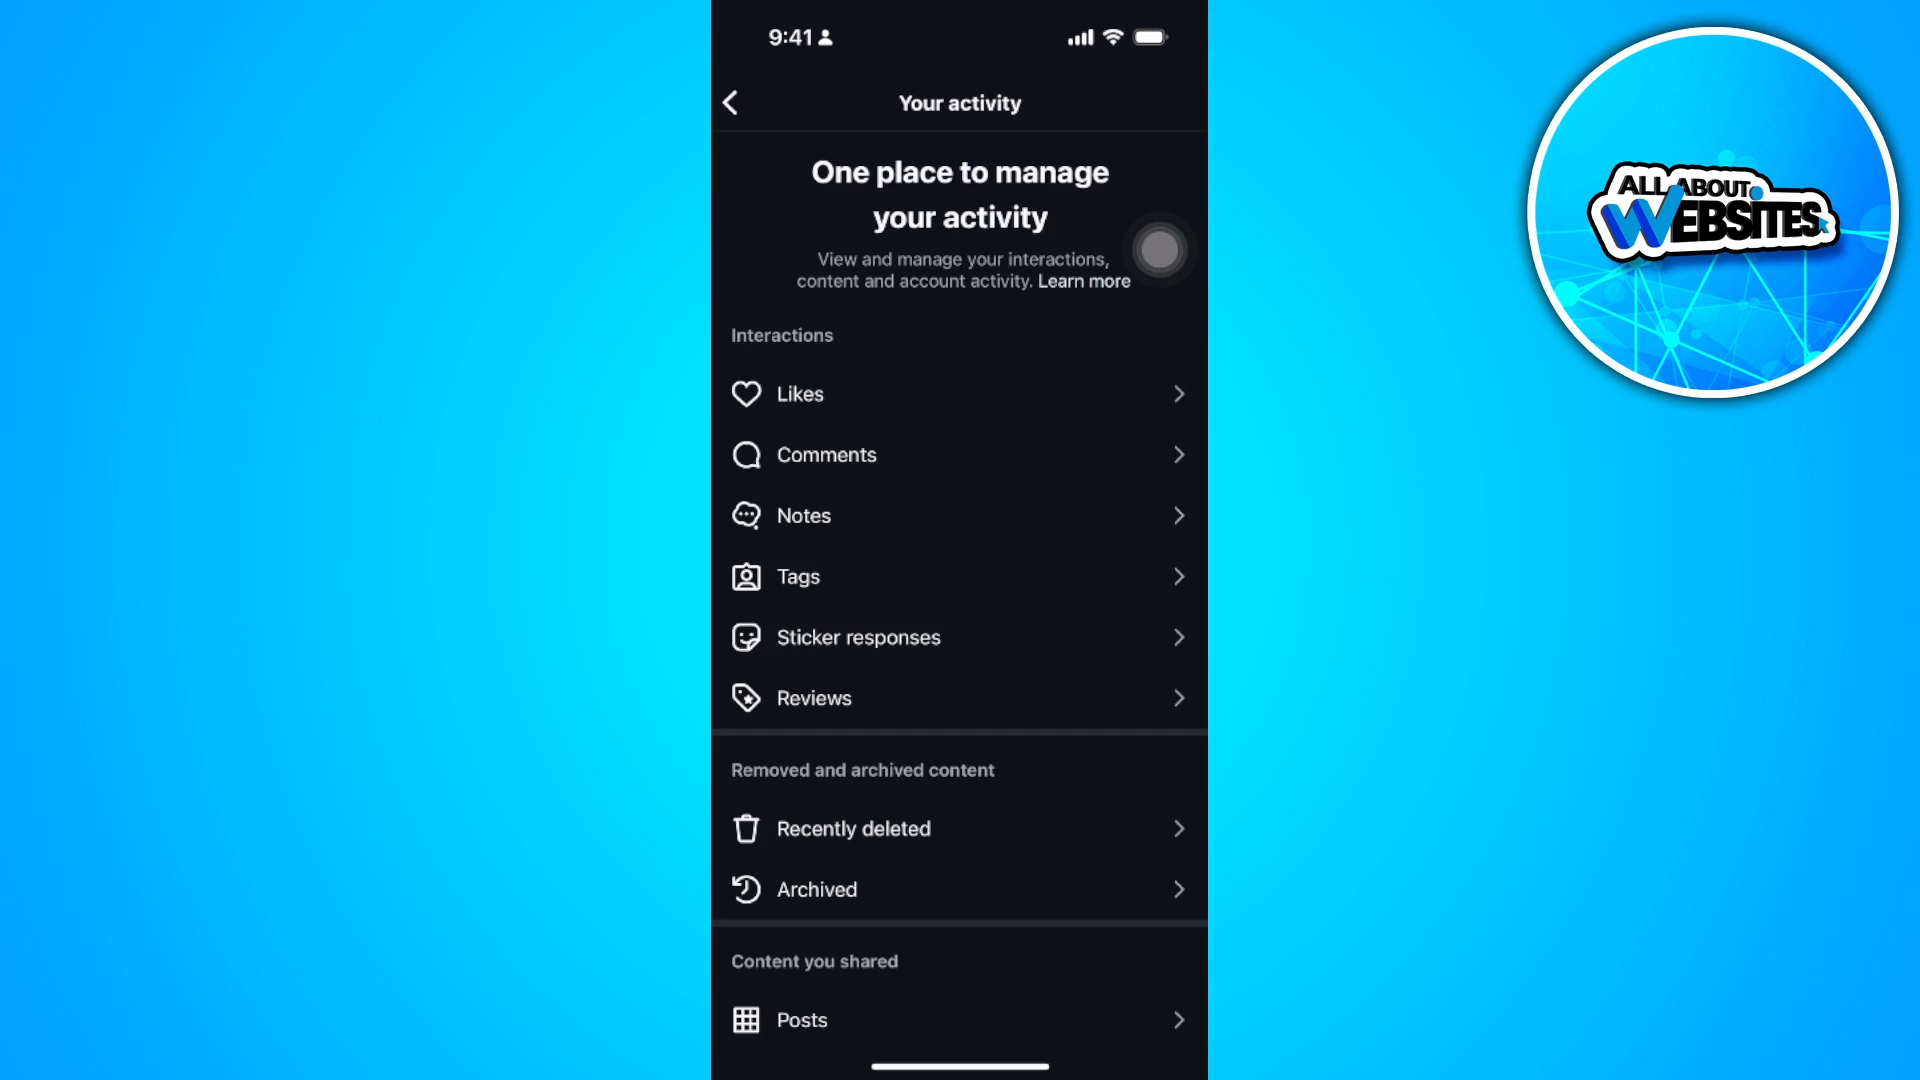 9:41
Your activity
One place to manage
your activity
View and manage your interactions,
content and account activity. Learn more
Interactions
Likes
Comments
Notes
Tags
Sticker responses
Reviews
Removed and archived content
Recently deleted
Archived
Content you shared
Posts
ALL ABOUT
WEBSITES